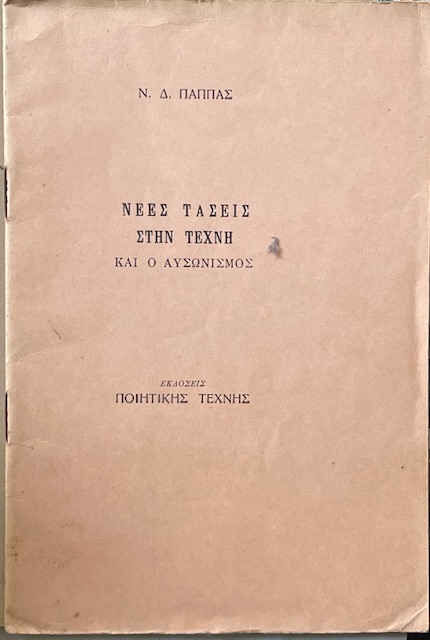 Ν. Δ. ΠΑΠΠΑΣ
ΝΕΕΣ ΤΑΣΕΙΣ
ΣΤΗΝ ΤΕΧΝΗ
ΚΑΙ Ο ΑΥΣΩΝΙΣΜΟΣ
ΕΚΔΟΣΕΙΣ
ΠΟΙΗΤΙΚΗΣ ΤΕΧΝΗΣ